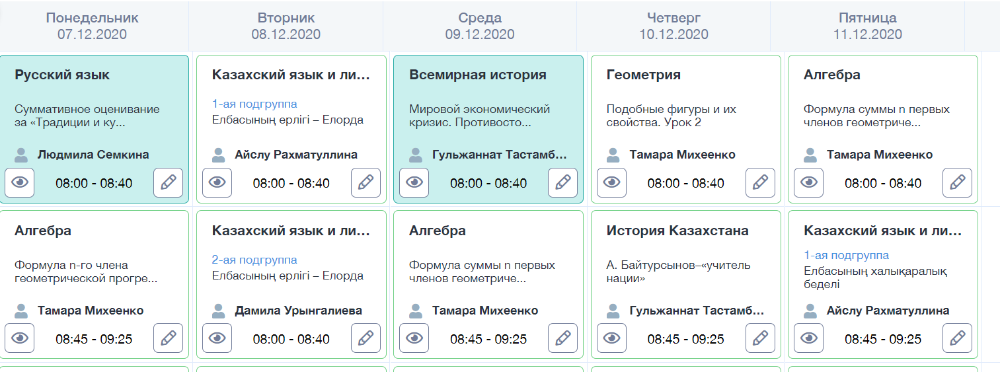 Понедельник
07.12.2020
Вторник
08.12.2020
Среда
09.12.2020
Четверг
10.12.2020
Пятница
11.12.2020
Русский язык
Суммативное оценивание
за «Традиции и ку...
Людмила Семкина
08:00 - 08:40
Казахский язык и ли...
1-ая подгруппа
Елбасының ерлігі – Елорда
Айслу Рахматуллина
08:00 - 08:40
Всемирная история
Мировой экономический
кризис. Противосто...
Гульжаннат Тастамб...
08:00 - 08:40
Геометрия
Подобные фигуры и их
свойства. Урок 2
Тамара Михеенко
08:00 - 08:40
Алгебра
Формула суммы n первых
членов геометриче...
Тамара Михеенко
08:00 - 08:40
Алгебра
Формула n-го члена
геометрической прогре...
Тамара Михеенко
08:45 - 09:25
Казахский язык и ли...
2-ая подгруппа
Елбасының ерлігі – Елорда
Дамила Урынгалиева
08:00 - 08:40
Алгебра
Формула суммы n первых
членов геометриче...
Тамара Михеенко
08:45 - 09:25
История Казахстана
А. Байтурсынов–«учитель
нации»
Гульжаннат Тастамб...
08:45 - 09:25
Казахский язык и ли...
1-ая подгруппа
Елбасының халықаралық
беделі
Айслу Рахматуллина
08:45 - 09:25